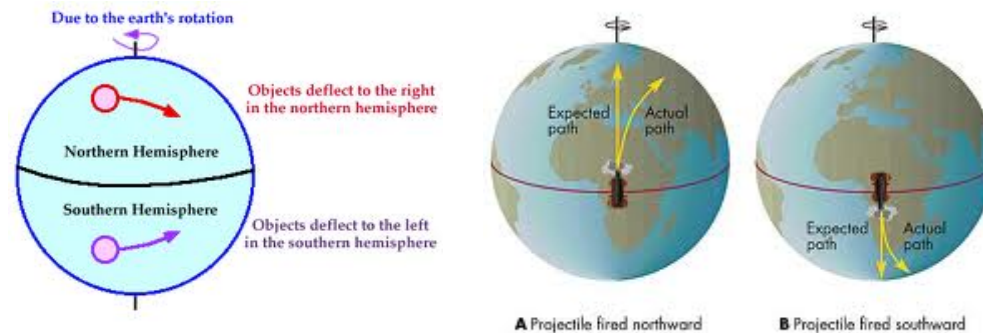 Due to the earth's rotation
Objects deflect to the right
in the northern hemisphere
Northern Hemisphere
Southern Hemisphere
Objects deflect to the left
in the southern hemisphere
Expected
path
Actual
path
A Projectile fired northward
Expected
path
Actual
path
B Projectile fired southward